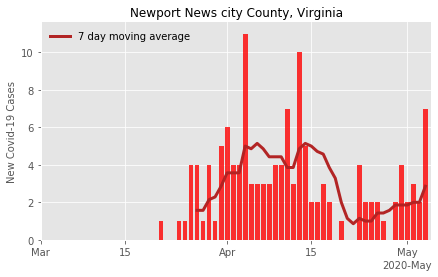 Newport News city County, Virginia
7 day moving average
New Covid-19 Cases
10
8
6
4
2
0
Mar 15 Apr 15 May
2020-May